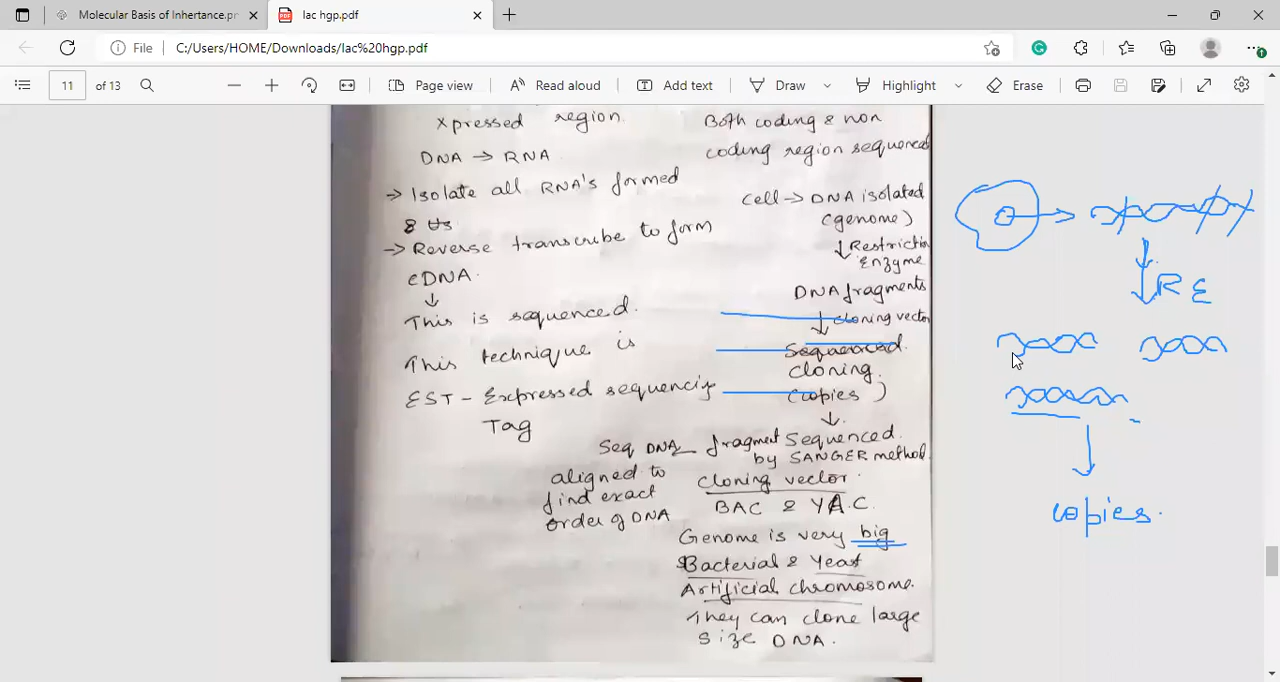 Molecular Basis of Inhertance.pr
lac hgp.pdf
File
C:/Users/HOME/Downloads/lac%20hgp.pdf
11 of 13
Page view
Read aloud
Add text
Draw
Highlight
Erase
Xpressed region.
DNA → RNA
→ Isolate all RNA's formed
& Us
→ Reverse transcribe to form
cDNA.
↓
This is sequenced.
This technique is
EST - Expressed sequencing
Tag
Both coding & non
coding region sequenced
cell → DNA isolated
(genome)
↓ Restriction
Enzyme
DNA fragments
↓ cloning vector
Sequenced.
cloning.
(copies)
↓
Seq DNA fragment
aligned to
find exact
order of DNA
Sequenced.
by SANGER method.
cloning vector.
BAC & YAC.
Genome is very big
Bacterial & Yeast
Artificial chromosome.
They can clone large
size DNA.
RE
copies.